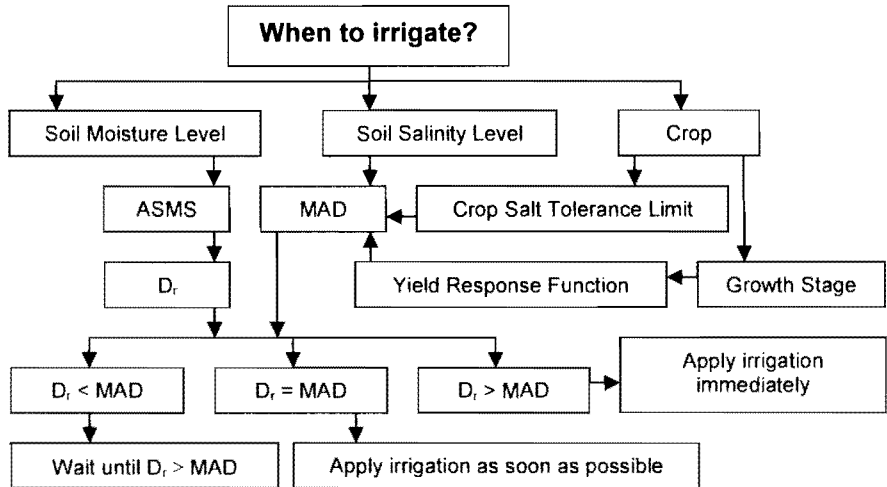 When to irrigate?
Soil Moisture Level
Soil Salinity Level
Crop
ASMS
MAD
Crop Salt Tolerance Limit
Dᵣ
Yield Response Function
Growth Stage
Dᵣ < MAD
Dᵣ = MAD
Dᵣ > MAD
Apply irrigation
immediately
Wait until Dᵣ > MAD
Apply irrigation as soon as possible